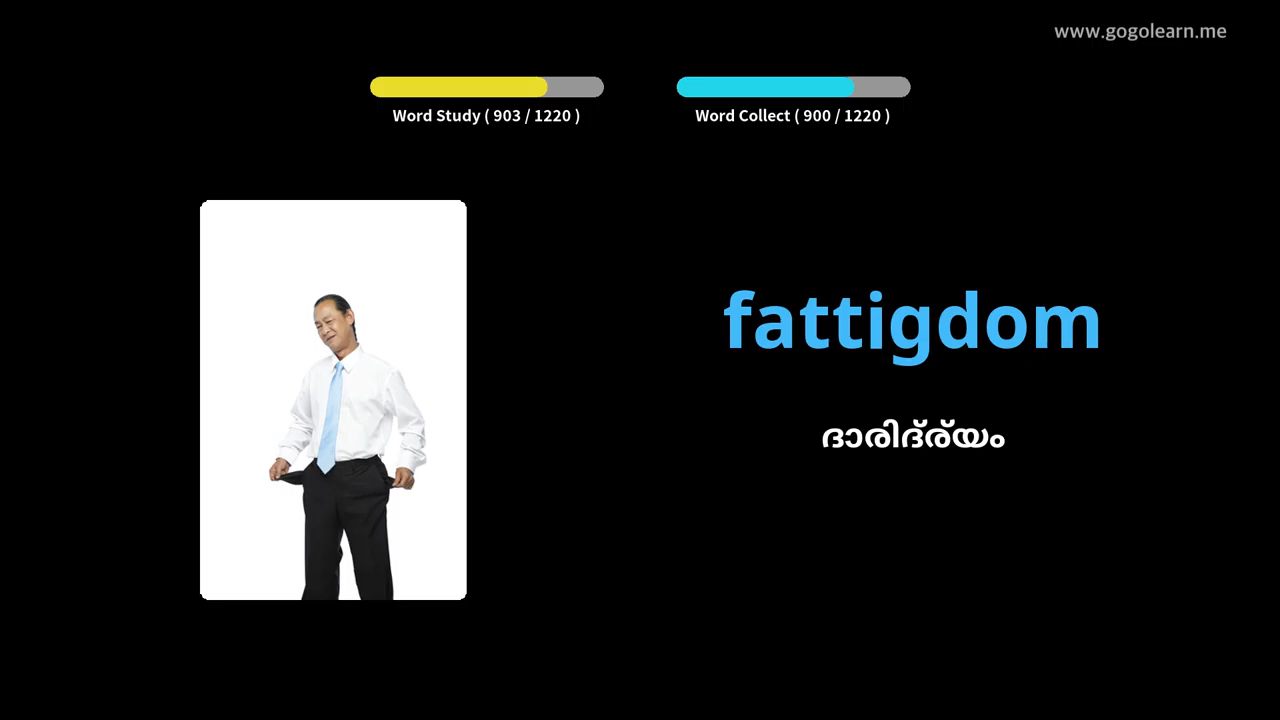 www.gogolearn.me
Word Study ( 903 / 1220 )
Word Collect ( 900 / 1220 )
fattigdom
ദാരിദ്ര്യം